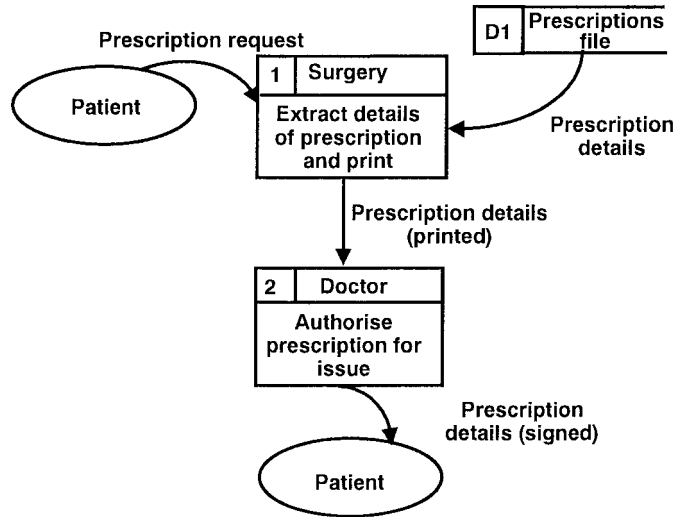 Prescription request
D1
Prescriptions
file
Patient
1
Surgery
Extract details
of prescription
and print
Prescription
details
Prescription details
(printed)
2
Doctor
Authorise
prescription for
issue
Prescription
details (signed)
Patient